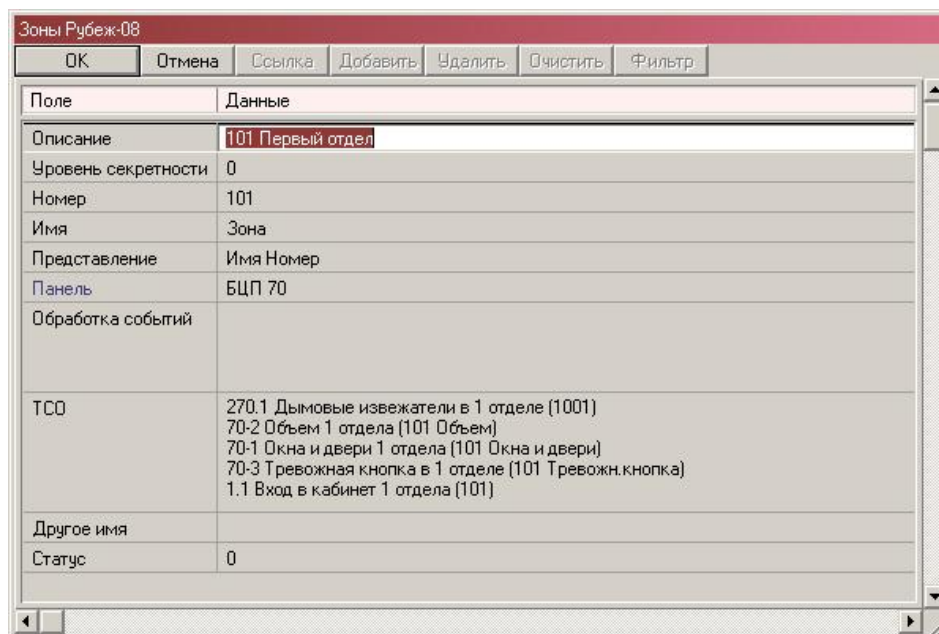 Зоны Рубеж-08
OK Отмена Ссылка Добавить Удалить Очистить Фильтр
Поле Данные
Описание 101 Первый отдел
Уровень секретности 0
Номер 101
Имя Зона
Представление Имя Номер
Панель БЦП 70
Обработка событий
ТСО 270.1 Дымовые извежатели в 1 отделе (1001)
70-2 Объем 1 отдела (101 Объем)
70-1 Окна и двери 1 отдела (101 Окна и двери)
70-3 Тревожная кнопка в 1 отделе (101 Тревожн.кнопка)
1.1 Вход в кабинет 1 отдела (101)
Другое имя
Статус 0